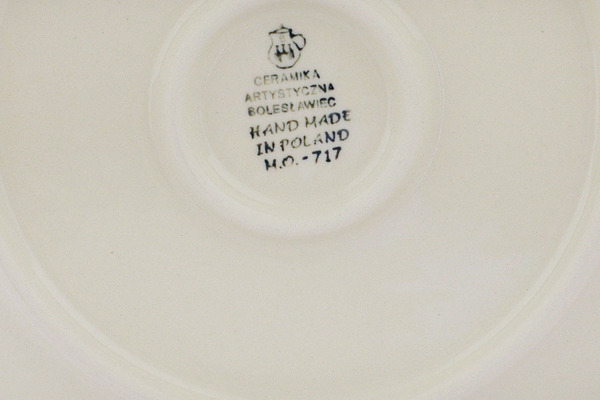 CERAMIKA
ARTYSTYCZNA
BOLESŁAWIEC
HAND MADE
IN POLAND
M.O. - 717